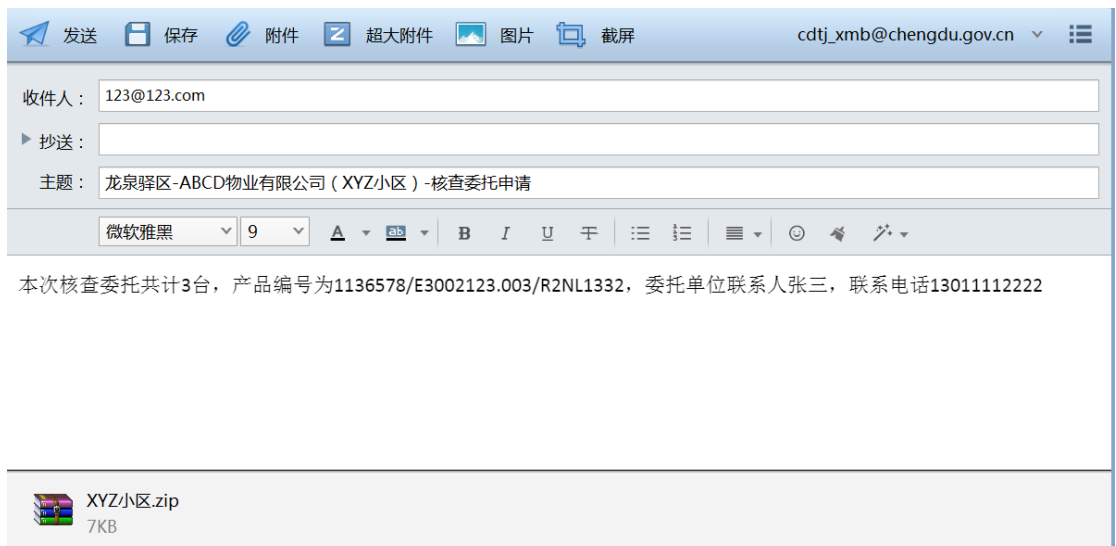 发送 保存 附件 超大附件 图片 截屏 cdtj_xmb@chengdu.gov.cn
收件人： 123@123.com
抄送：
主题： 龙泉驿区-ABCD物业有限公司（XYZ小区）-核查委托申请
微软雅黑 9 A ab B I U
本次核查委托共计3台，产品编号为1136578/E3002123.003/R2NL1332，委托单位联系人张三，联系电话13011112222
XYZ小区.zip
7KB